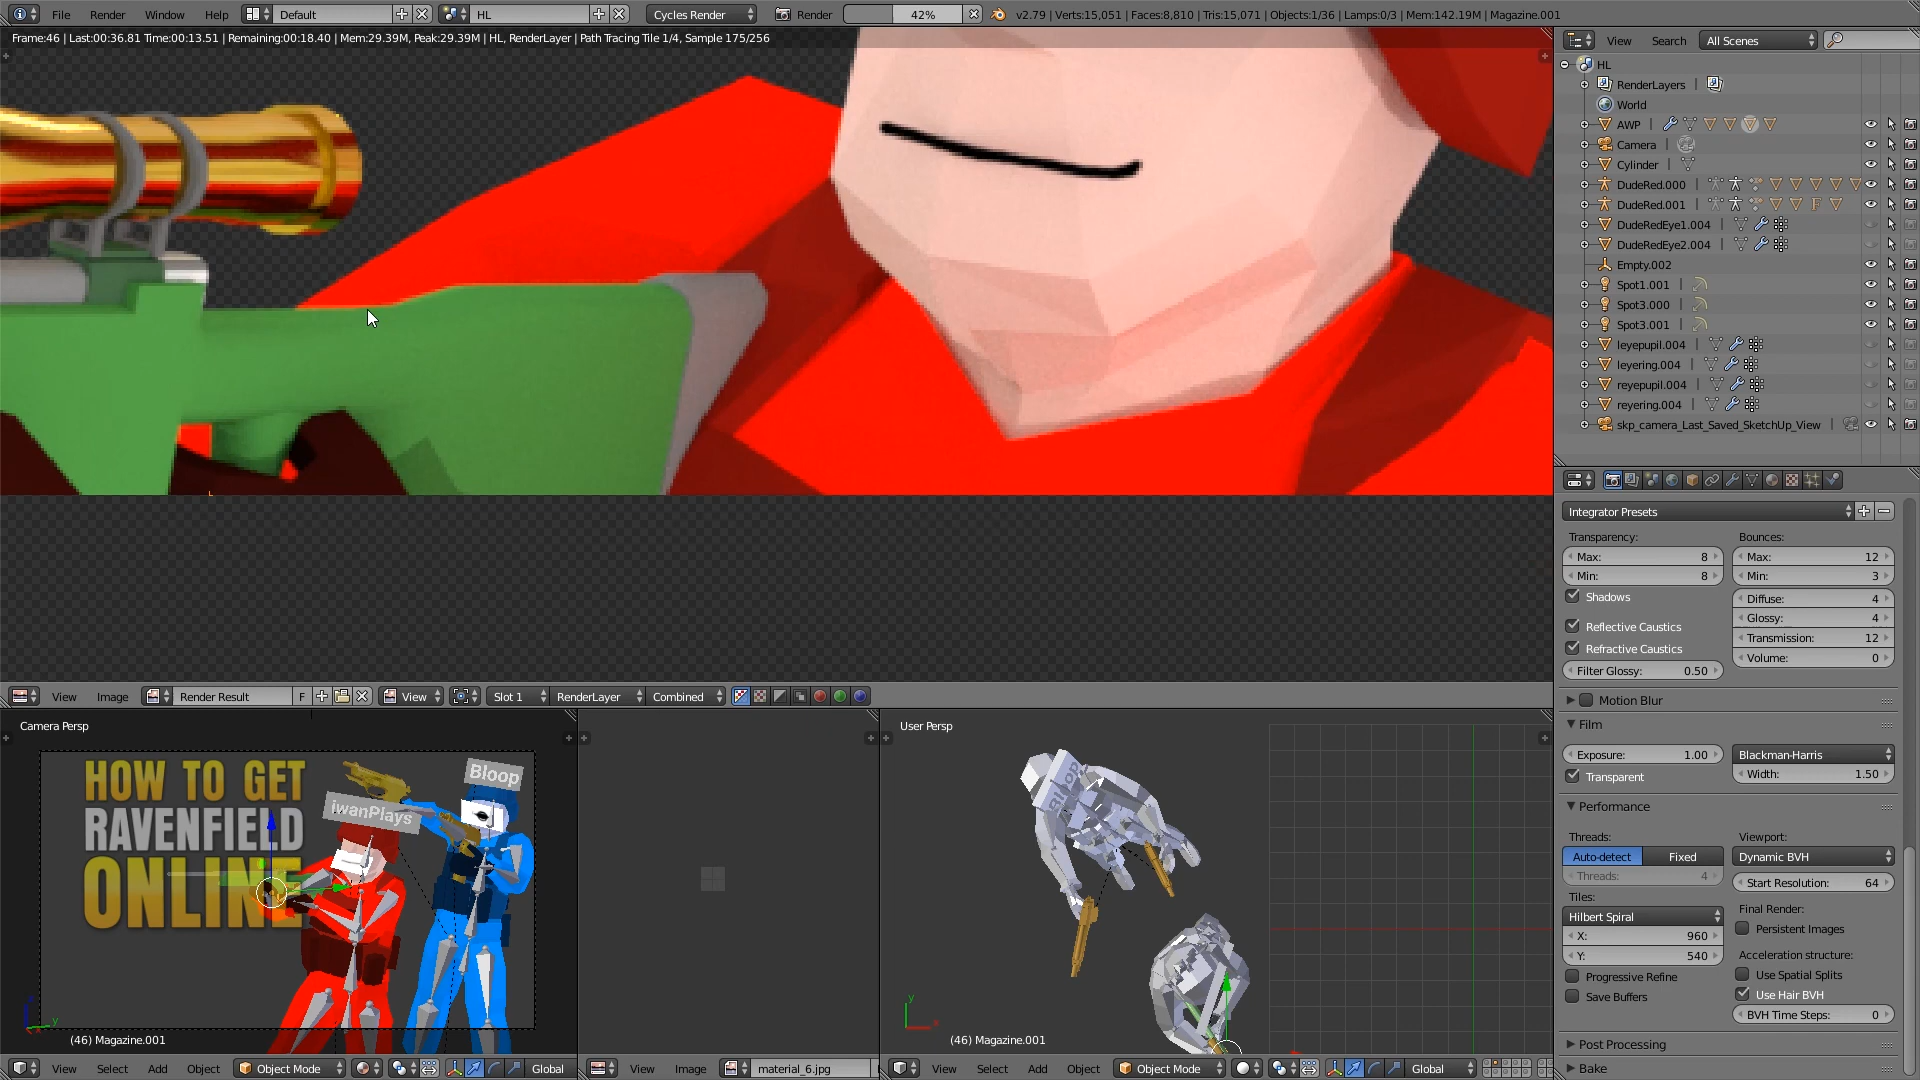 File Render Window Help Default HL Cycles Render Render 42% v2.79 | Verts:15,051 | Faces:8,810 | Tris:15,071 | Objects:1/36 | Lamps:0/3 | Mem:142.19M | Magazine.001
Frame:46 | Last:00:36.81 Time:00:13.51 | Remaining:00:18.40 | Mem:29.39M, Peak:29.39M | HL, RenderLayer | Path Tracing Tile 1/4, Sample 175/256
View Search All Scenes
HL
RenderLayers
World
AWP
Camera
Cylinder
DudeRed.000
DudeRed.001
DudeRedEye1.004
DudeRedEye2.004
Empty.002
Spot1.001
Spot3.000
Spot3.001
leyepupil.004
leyering.004
reyepupil.004
reyering.004
skp_camera_Last_Saved_SketchUp_View
Integrator Presets
Transparency: Bounces:
Max: 8 Max: 12
Min: 8 Min: 3
Shadows Diffuse: 4
Glossy: 4
Reflective Caustics Transmission: 12
Refractive Caustics Volume: 0
Filter Glossy: 0.50
Motion Blur
Film
Exposure: 1.00 Blackman-Harris
Transparent Width: 1.50
Performance
Threads: Viewport:
Auto-detect Fixed Dynamic BVH
Threads: 4 Start Resolution: 64
Tiles: Final Render:
Hilbert Spiral Persistent Images
X: 960
Y: 540 Acceleration structure:
Progressive Refine Use Spatial Splits
Save Buffers Use Hair BVH
BVH Time Steps: 0
Post Processing
Bake
View Image Render Result F View Slot 1 RenderLayer Combined
Camera Persp
HOW TO GET
RAVENFIELD
ONLINE
iwanPlays
Bloop
(46) Magazine.001
View Select Add Object Object Mode Global
View Image material_6.jpg
User Persp
Bloop
(46) Magazine.001
View Select Add Object Object Mode Global